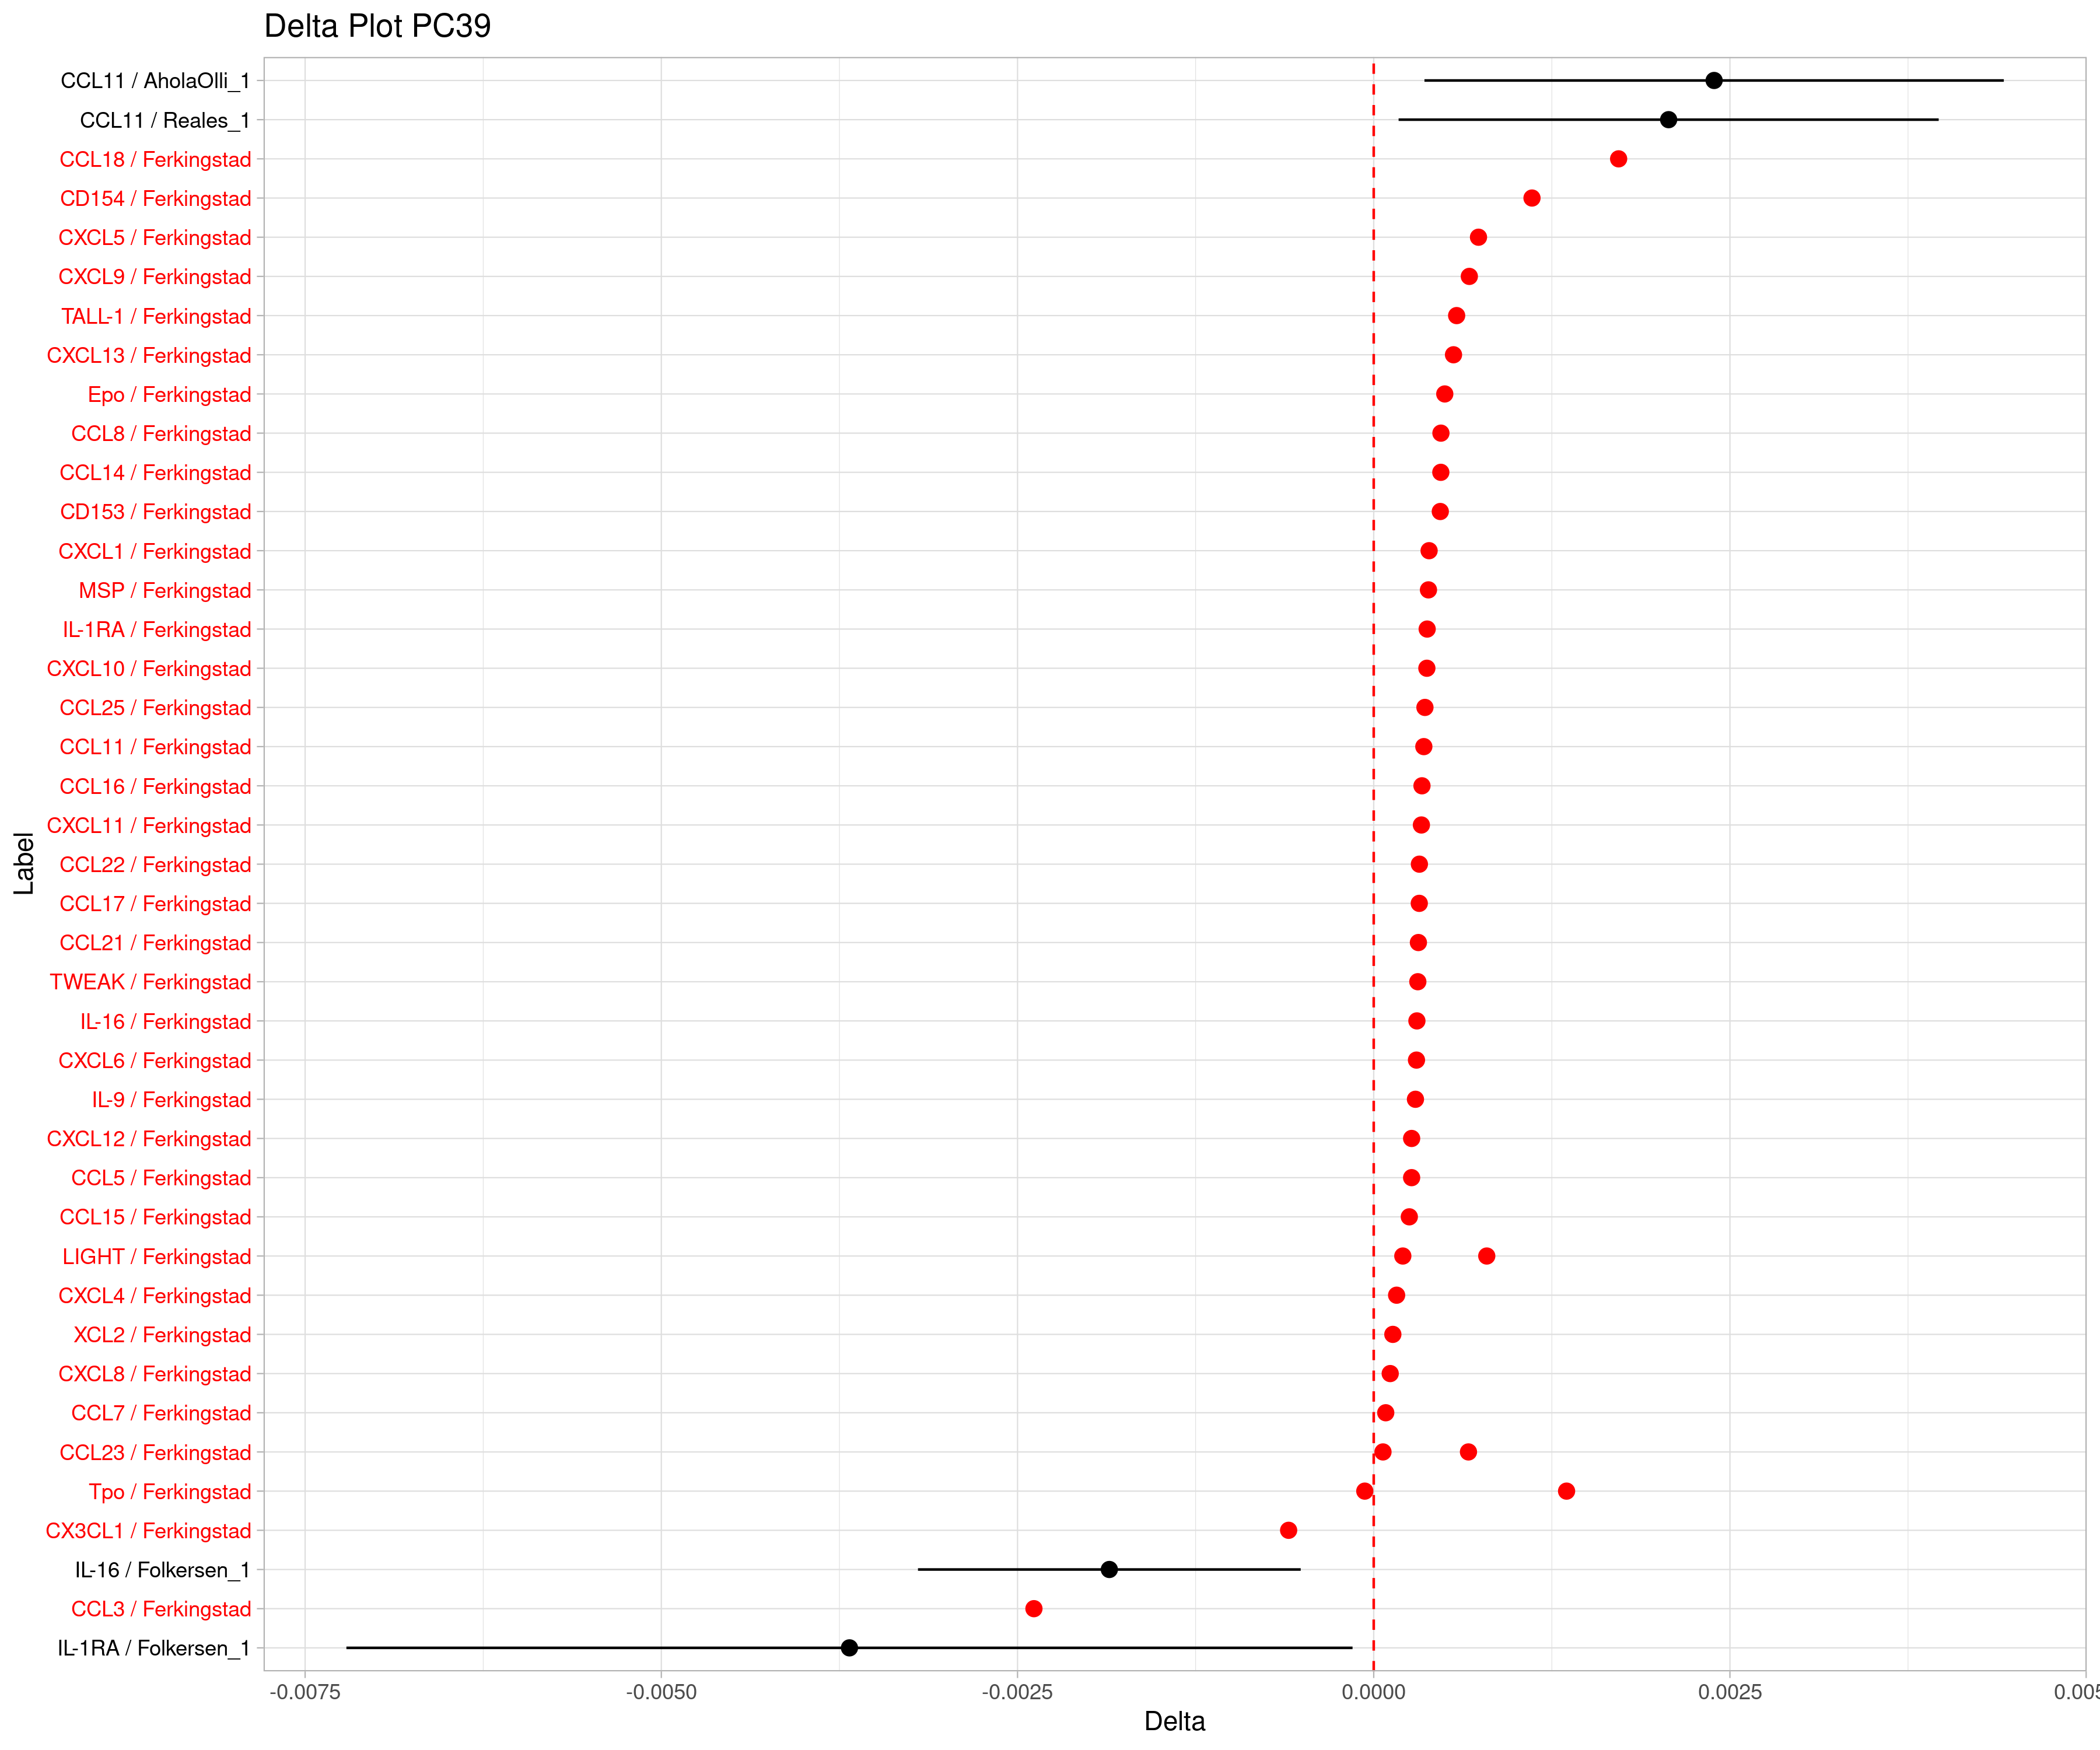 Delta Plot PC39
CCL11 / AholaOlli_1
CCL11 / Reales_1
CCL18 / Ferkingstad
CD154 / Ferkingstad
CXCL5 / Ferkingstad
CXCL9 / Ferkingstad
TALL-1 / Ferkingstad
CXCL13 / Ferkingstad
Epo / Ferkingstad
CCL8 / Ferkingstad
CCL14 / Ferkingstad
CD153 / Ferkingstad
CXCL1 / Ferkingstad
MSP / Ferkingstad
IL-1RA / Ferkingstad
CXCL10 / Ferkingstad
CCL25 / Ferkingstad
CCL11 / Ferkingstad
CCL16 / Ferkingstad
CXCL11 / Ferkingstad
CCL22 / Ferkingstad
CCL17 / Ferkingstad
CCL21 / Ferkingstad
TWEAK / Ferkingstad
IL-16 / Ferkingstad
CXCL6 / Ferkingstad
IL-9 / Ferkingstad
CXCL12 / Ferkingstad
CCL5 / Ferkingstad
CCL15 / Ferkingstad
LIGHT / Ferkingstad
CXCL4 / Ferkingstad
XCL2 / Ferkingstad
CXCL8 / Ferkingstad
CCL7 / Ferkingstad
CCL23 / Ferkingstad
Tpo / Ferkingstad
CX3CL1 / Ferkingstad
IL-16 / Folkersen_1
CCL3 / Ferkingstad
IL-1RA / Folkersen_1
Label
-0.0075 -0.0050 -0.0025 0.0000 0.0025
Delta